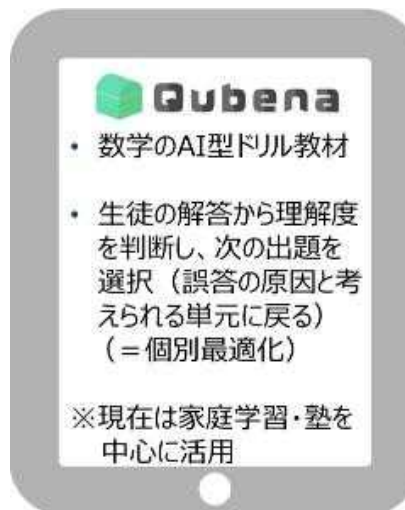 Qubena
• 数学のAI型ドリル教材
• 生徒の解答から理解度
を判断し、次の出題を
選択（誤答の原因と考
えられる単元に戻る）
（＝個別最適化）
※現在は家庭学習・塾を
中心に活用